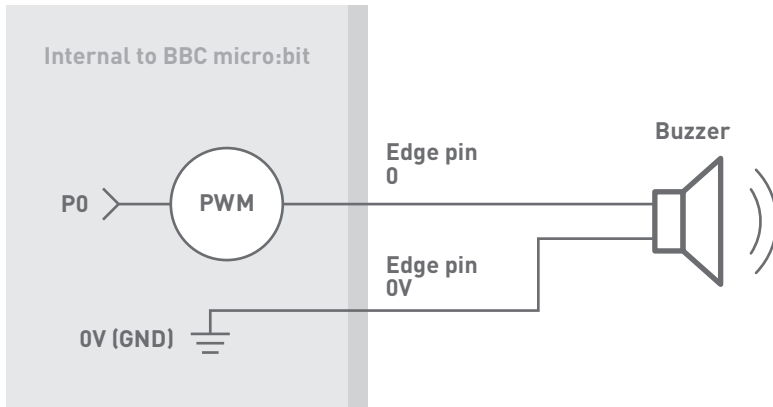 Internal to BBC micro:bit
Buzzer
Edge pin
0
P0
PWM
Edge pin
0V
0V (GND)